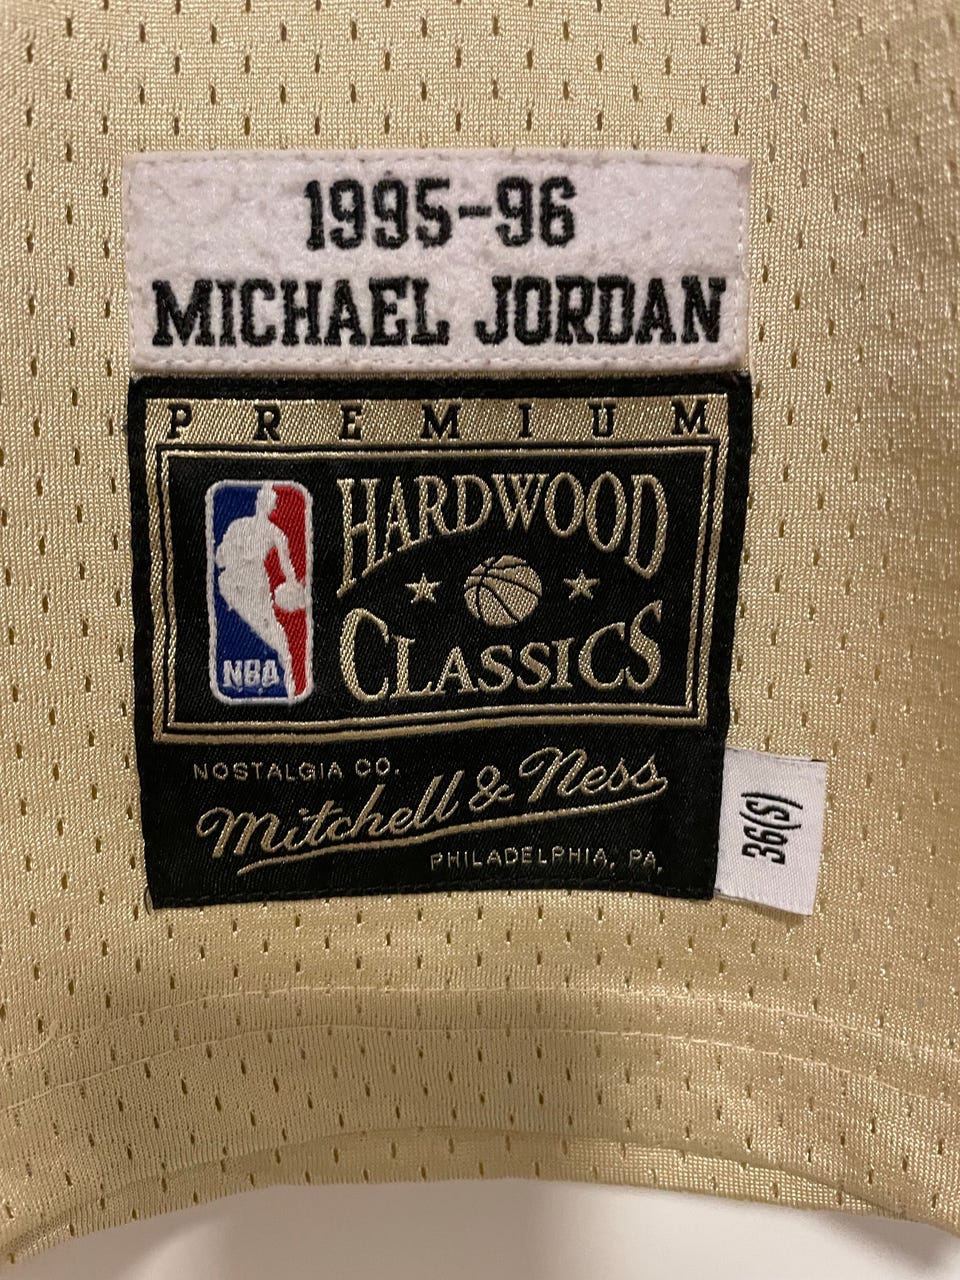 1995-96
MICHAEL JORDAN
PREMIUM
HARDWOOD
CLASSICS
NBA
NOSTALGIA CO.
Mitchell & Ness
PHILADELPHIA, PA,
36(S)